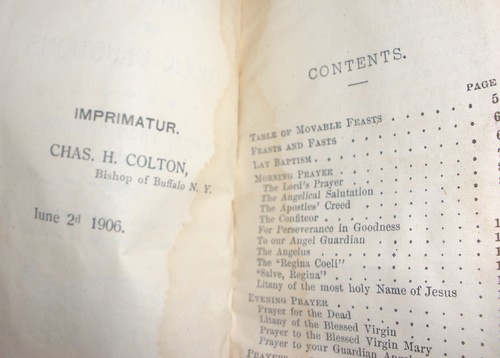 IMPRIMATUR.
CHAS. H. COLTON,
Bishop of Buffalo N. Y.
June 2d 1906.
CONTENTS.
PAGE
TABLE OF MOVABLE FEASTS . . . . 5
FEASTS AND FASTS . . . . 6
LAY BAPTISM . . . . 6
MORNING PRAYER
The Lord's Prayer
The Angelical Salutation
The Apostles' Creed
The Confiteor
For Perseverance in Goodness
To our Angel Guardian
The Angelus
The "Regina Coeli"
"Salve, Regina"
Litany of the most holy Name of Jesus
EVENING PRAYER
Prayer for the Dead
Litany of the Blessed Virgin
Prayer to the Blessed Virgin Mary
Prayer to your Guardian
PRAYERS